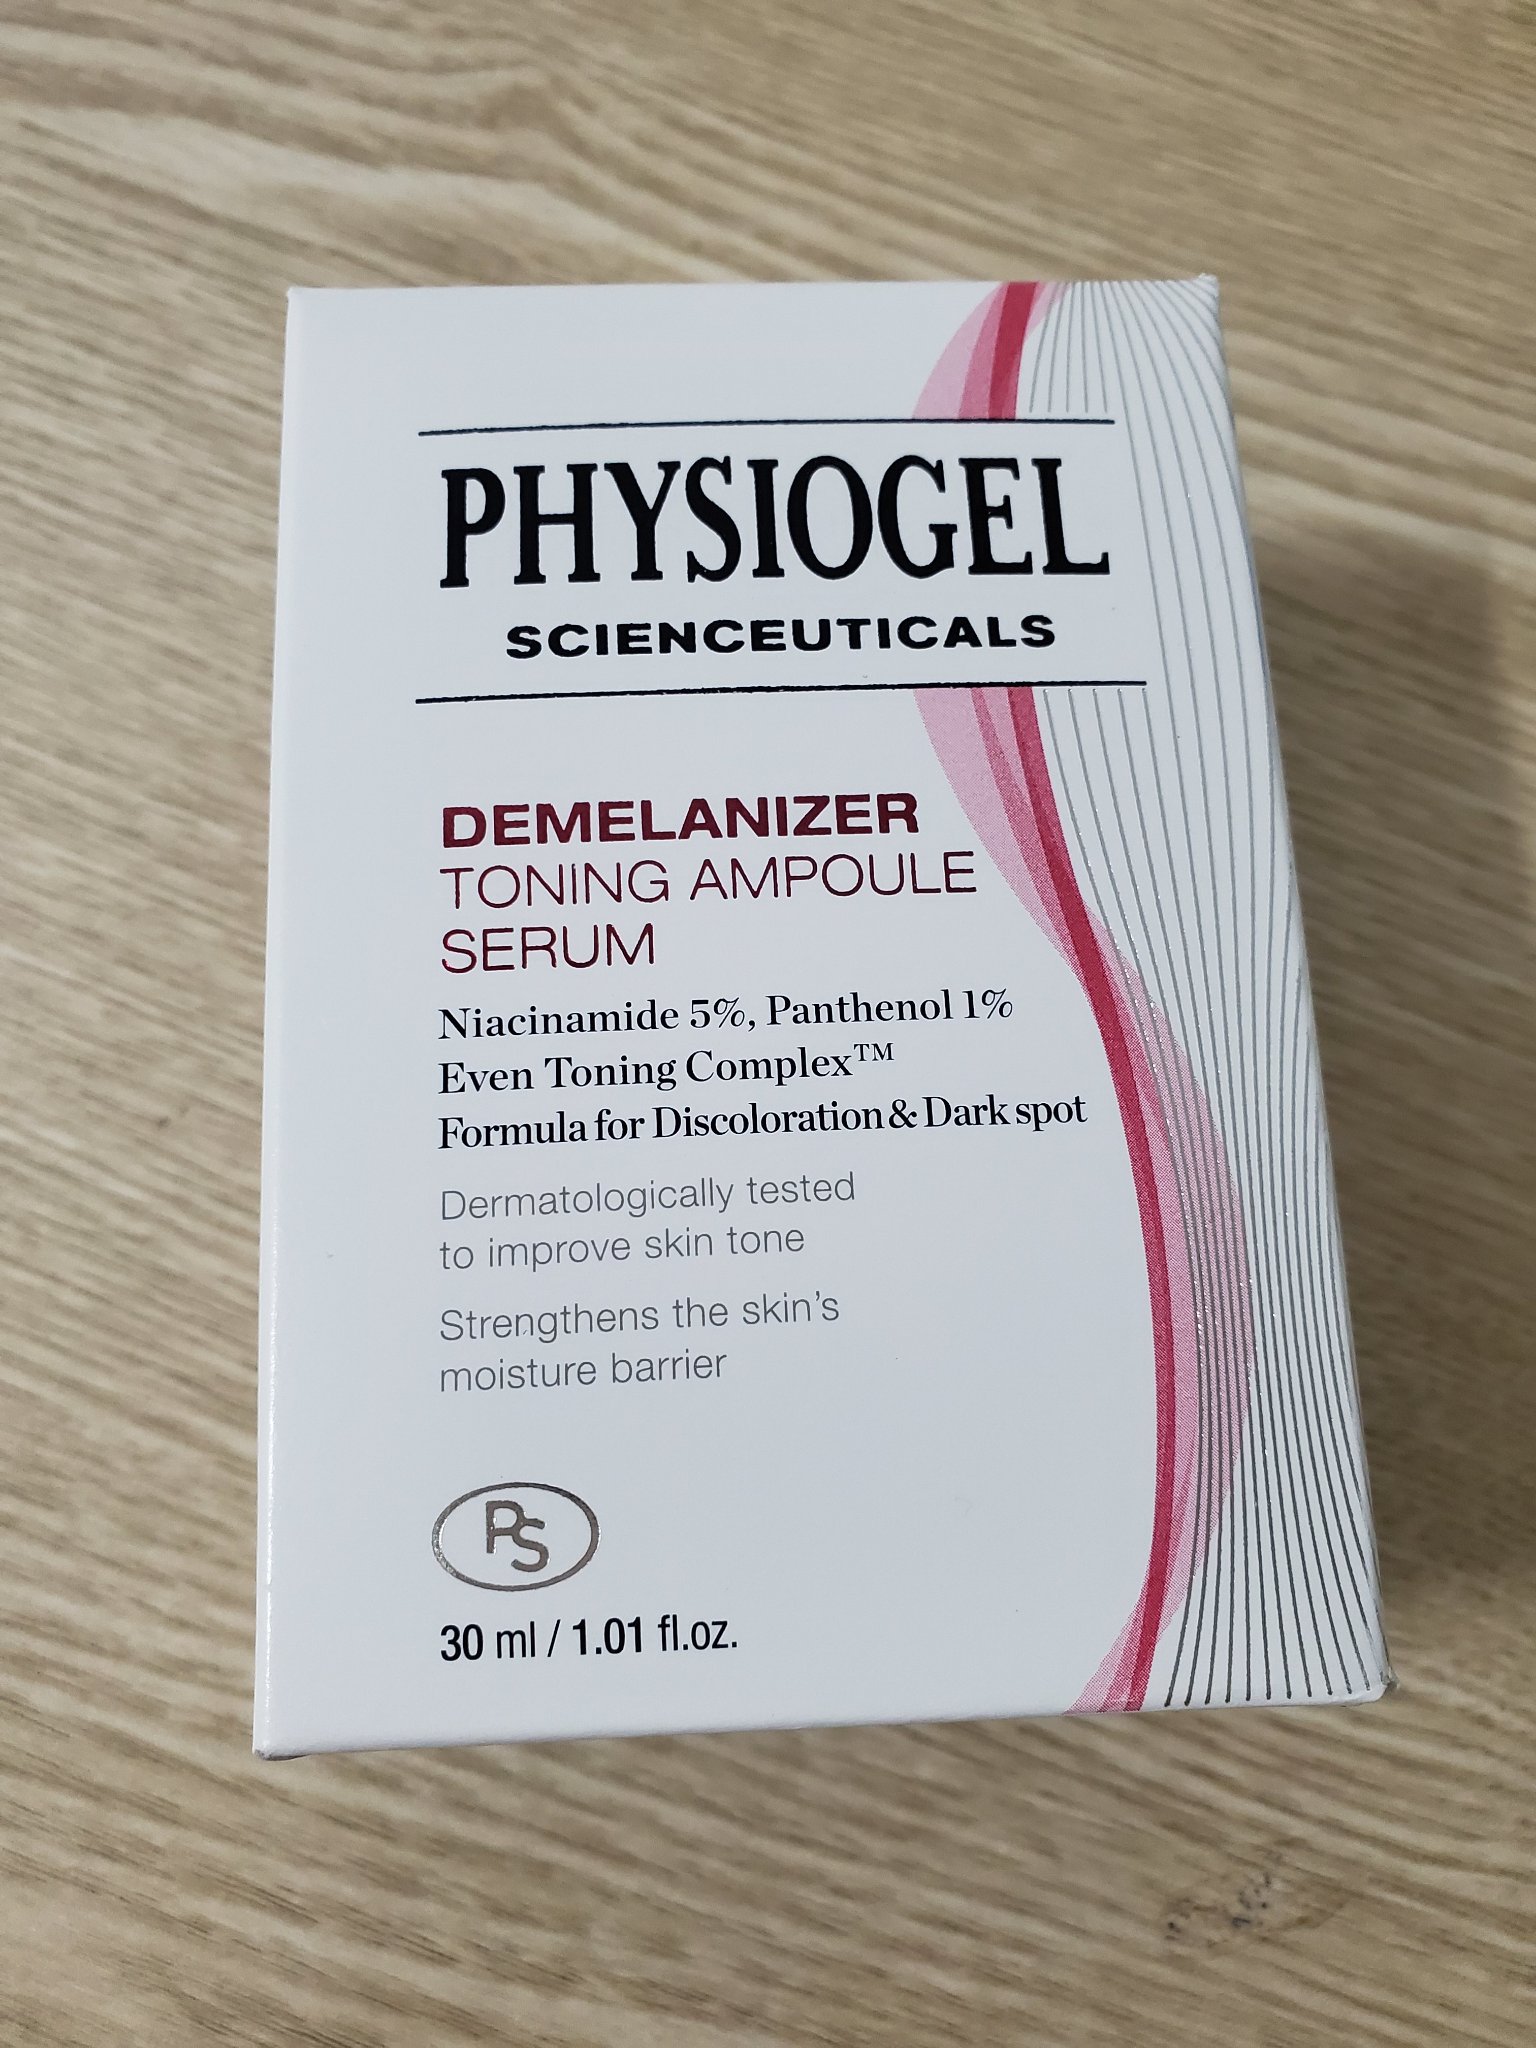 PHYSIOGEL
SCIENCEUTICALS
DEMELANIZER
TONING AMPOULE
SERUM
Niacinamide 5%, Panthenol 1%
Even Toning Complex™
Formula for Discoloration & Dark spot
Dermatologically tested
to improve skin tone
Strengthens the skin's
moisture barrier
PS
30 ml / 1.01 fl.oz.